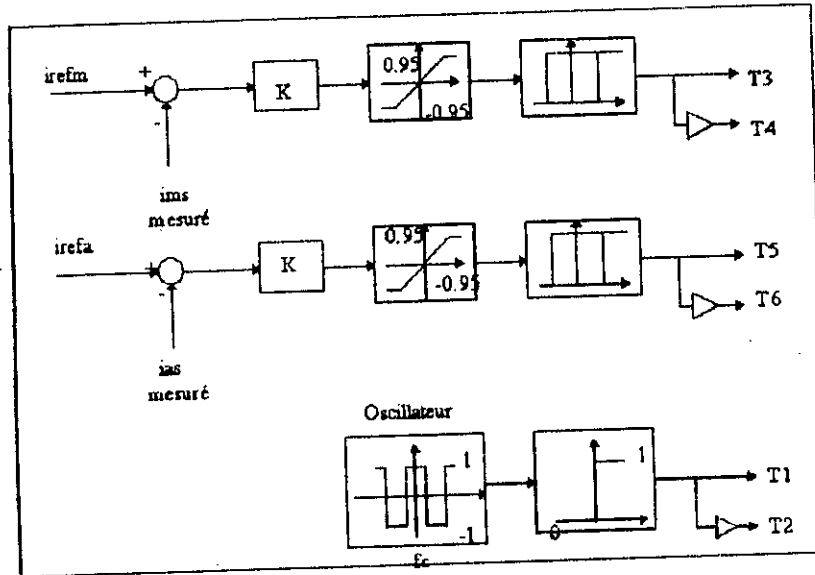 irefm
+
-
K
0.95
-0.95
T3
T4
ims
mesuré
irefa
+
-
K
0.95
-0.95
T5
T6
ias
mesuré
Oscillateur
1
-1
fc
1
0
T1
T2